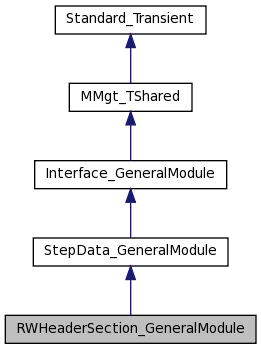 Standard_Transient
MMgt_TShared
Interface_GeneralModule
StepData_GeneralModule
RWHeaderSection_GeneralModule